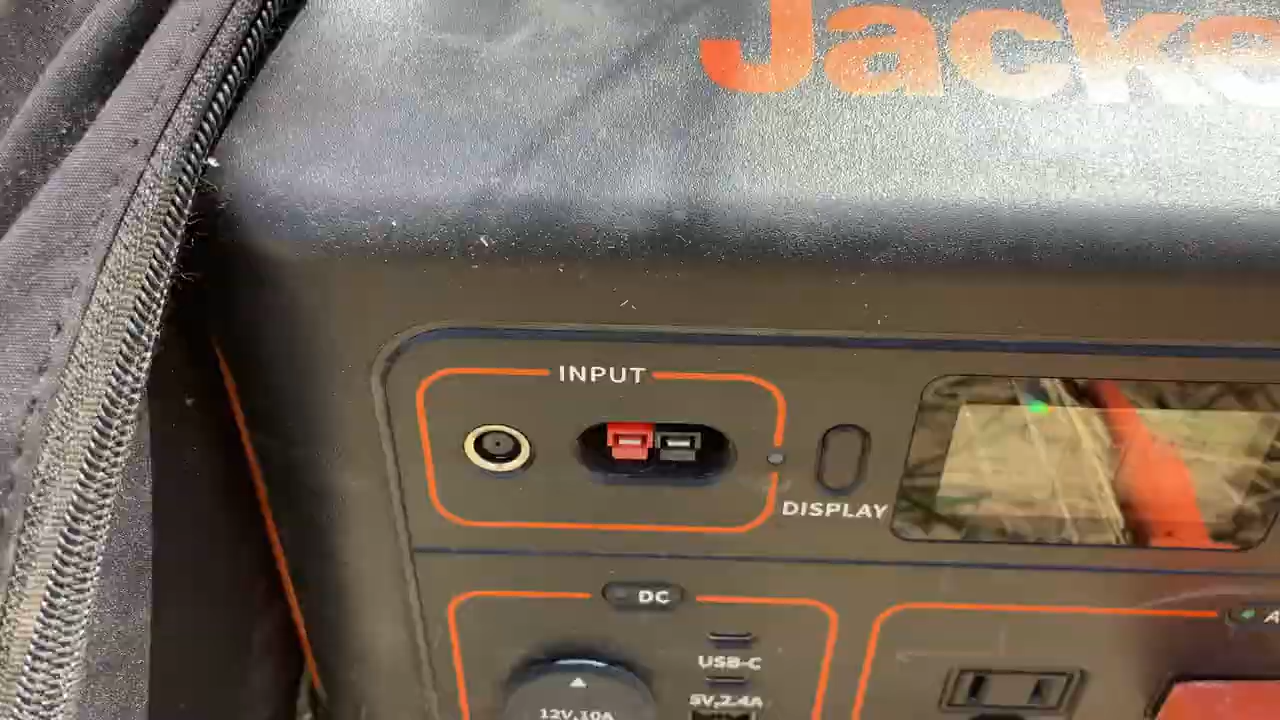 Jacke
INPUT
DISPLAY
DC
USB-C
5V,2.4A
12V,10A
A